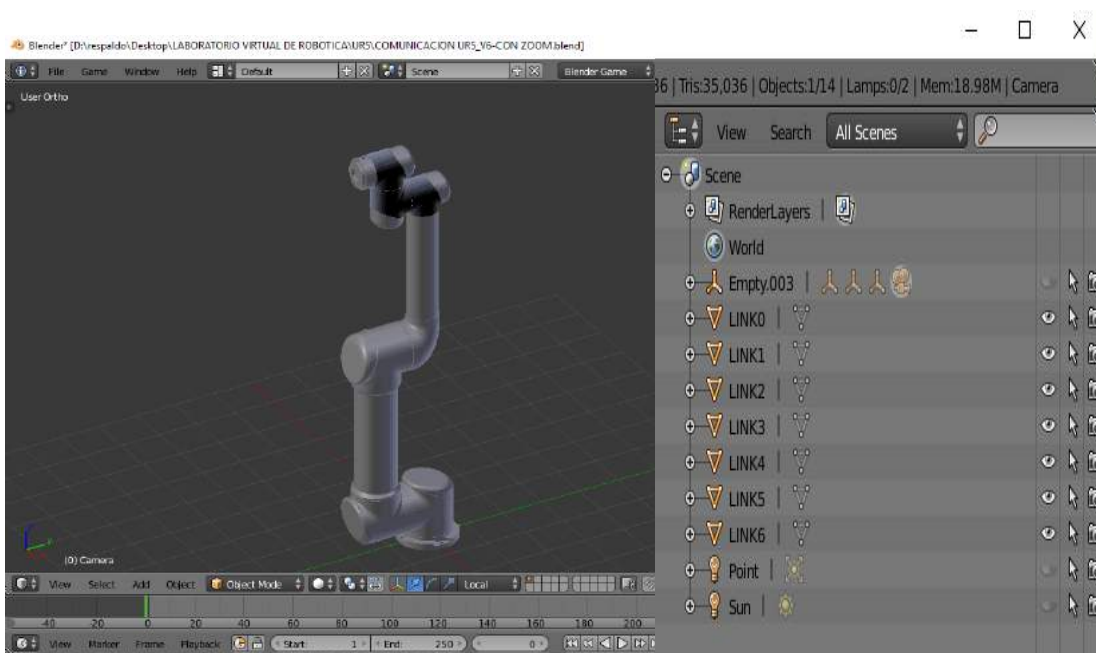 Blender* [D:\respaldo\Desktop\LABORATORIO VIRTUAL DE ROBOTICA\UR5\COMUNICACION UR5_V6-CON ZOOM.blend]
File Game Window Help Default Scene Blender Game
User Ortho
(0) Camera
View Select Add Object Object Mode Local
-40 -20 0 20 40 60 80 100 120 140 160 180 200
View Marker Frame Playback Start: 1 End: 250 0
36 | Tris:35,036 | Objects:1/14 | Lamps:0/2 | Mem:18.98M | Camera
View Search All Scenes
Scene
RenderLayers |
World
Empty.003 |
LINK0 |
LINK1 |
LINK2 |
LINK3 |
LINK4 |
LINK5 |
LINK6 |
Point |
Sun |